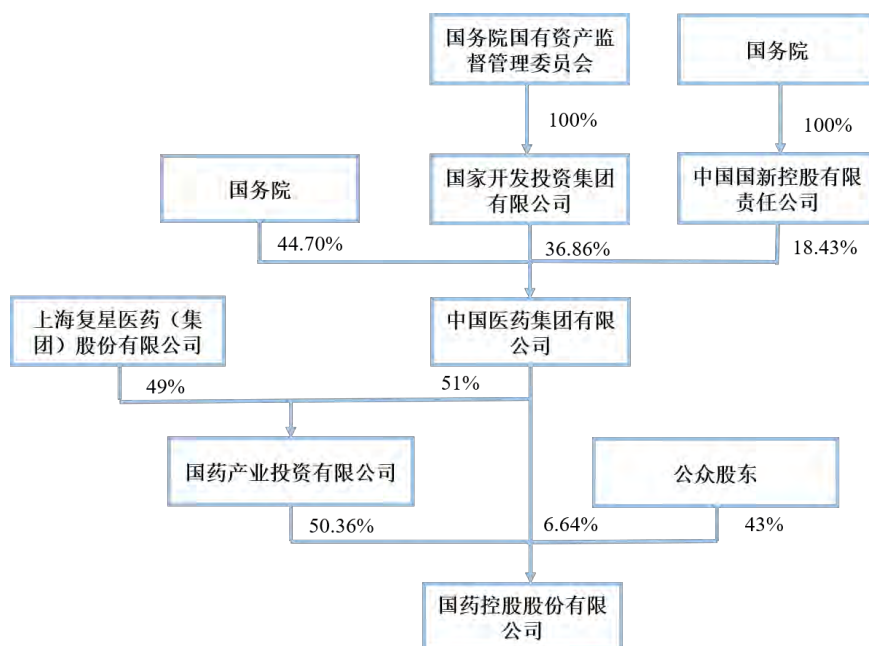 国务院国有资产监
督管理委员会
国务院
100%
100%
国务院
国家开发投资集团
有限公司
中国国新控股有限
责任公司
44.70%
36.86%
18.43%
上海复星医药（集
团）股份有限公司
中国医药集团有限
公司
49%
51%
国药产业投资有限公司
公众股东
50.36%
6.64%
43%
国药控股股份有限
公司